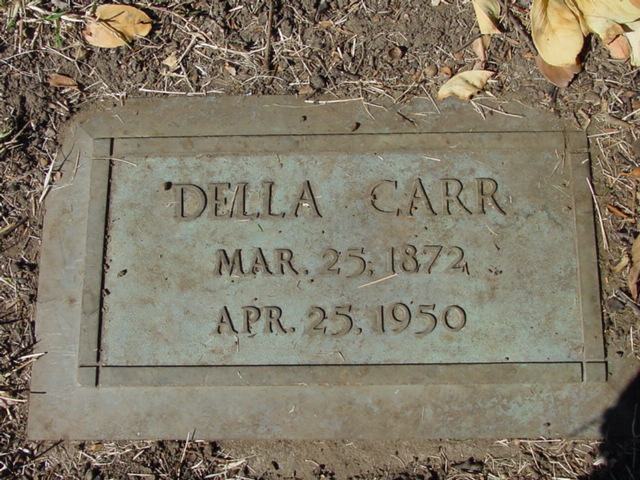 DELLA CARR
MAR. 25, 1872
APR. 25, 1950